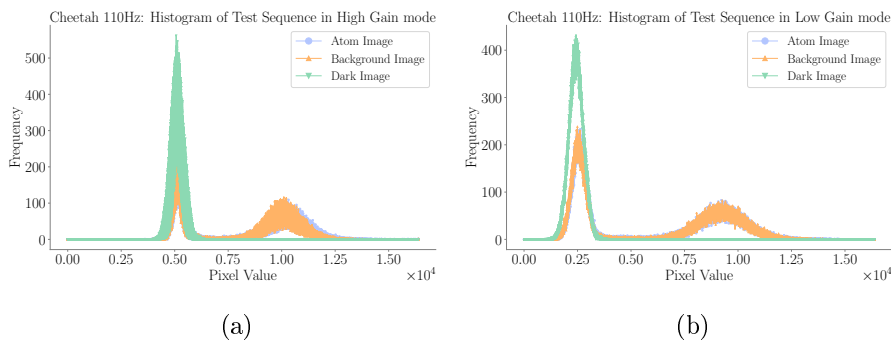 Cheetah 110Hz: Histogram of Test Sequence in High Gain mode
Atom Image
Background Image
Dark Image
Frequency
500
400
300
200
100
0
0.00 0.25 0.50 0.75 1.00 1.25 1.50
×10⁴
Pixel Value
(a)
Cheetah 110Hz: Histogram of Test Sequence in Low Gain mode
Atom Image
Background Image
Dark Image
Frequency
400
300
200
100
0
0.00 0.25 0.50 0.75 1.00 1.25 1.50
×10⁴
Pixel Value
(b)